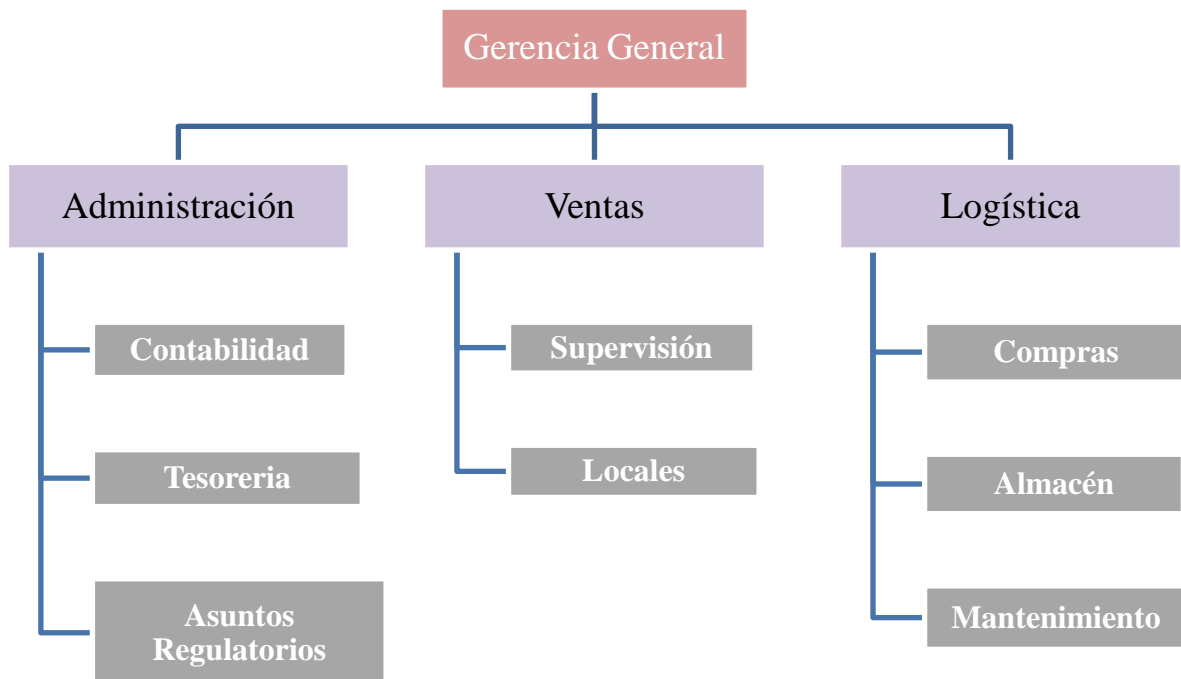 Gerencia General
Administración
Ventas
Logística
Contabilidad
Supervisión
Compras
Tesoreria
Locales
Almacén
Asuntos
Regulatorios
Mantenimiento